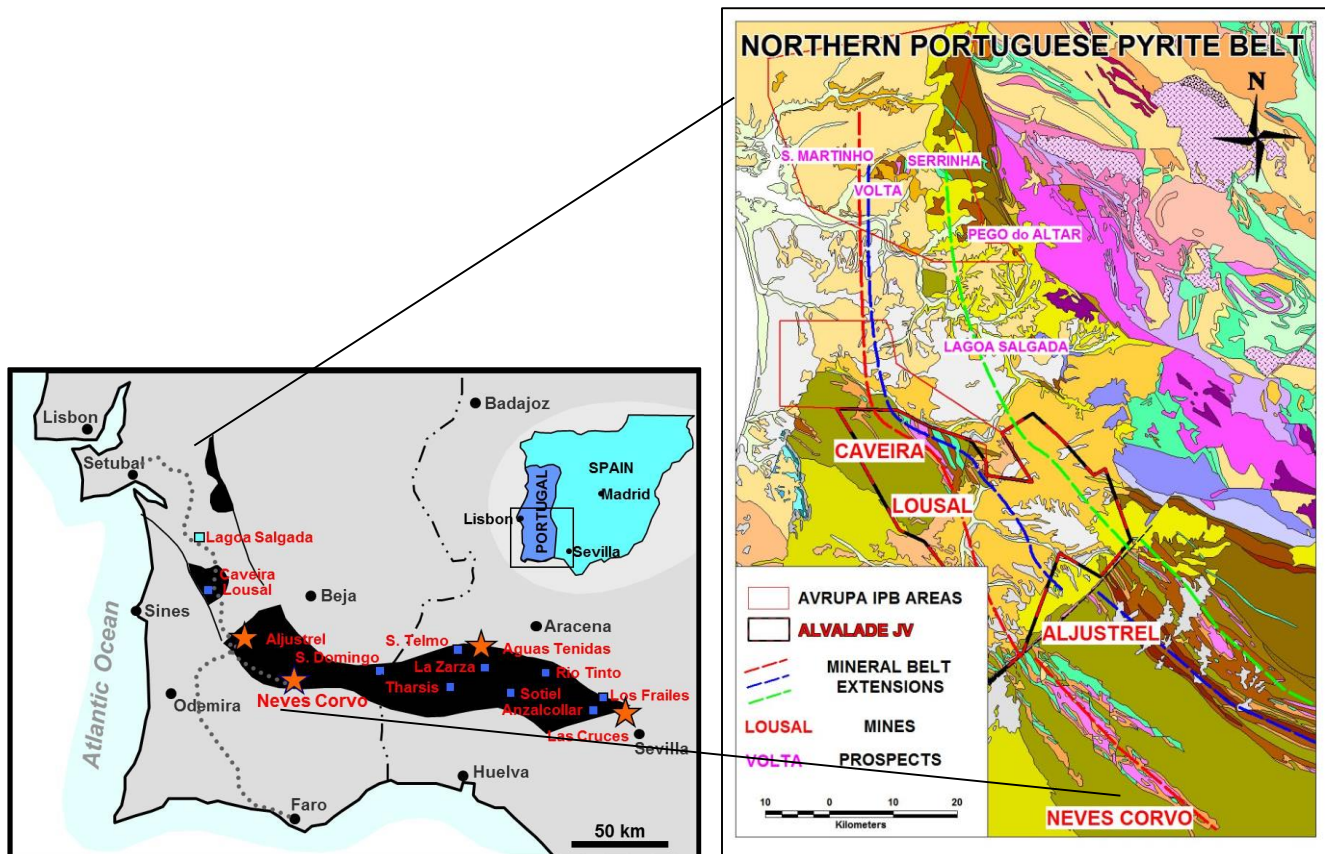 Lisbon
Setubal
Badajoz
SPAIN
Madrid
PORTUGAL
Lisbon
Sevilla
Lagoa Salgada
Caveira
Lousal
Sines
Beja
Aracena
Aljustrel
S. Telmo
Aguas Tenidas
S. Domingo
La Zarza
Rio Tinto
Tharsis
Sotiel
Los Frailes
Neves Corvo
Anzalcollar
Odemira
Las Cruces
Sevilla
Atlantic Ocean
Huelva
Faro
50 km
NORTHERN PORTUGUESE PYRITE BELT
N
S. MARTINHO
SERRINHA
VOLTA
PEGO do ALTAR
LAGOA SALGADA
CAVEIRA
LOUSAL
ALJUSTREL
NEVES CORVO
AVRUPA IPB AREAS
ALVALADE JV
MINERAL BELT
EXTENSIONS
LOUSAL MINES
VOLTA PROSPECTS
10 0 10 20
Kilometers